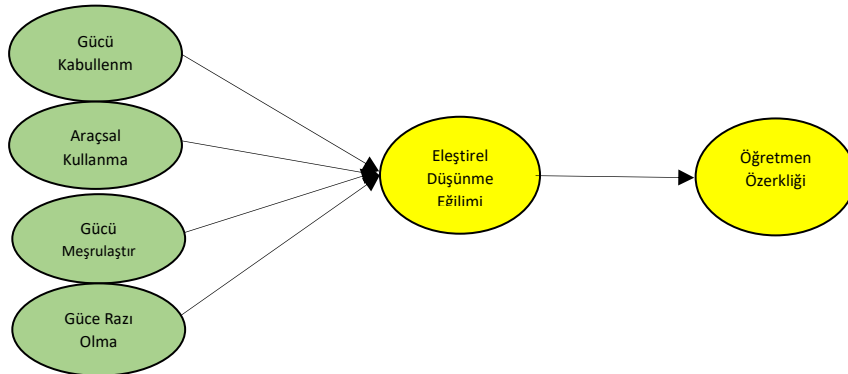 Gücü
Kabullenm
Araçsal
Kullanma
Gücü
Meşrulaştır
Güce Razı
Olma
Eleştirel
Düşünme
Eğilimi
Öğretmen
Özerkliği